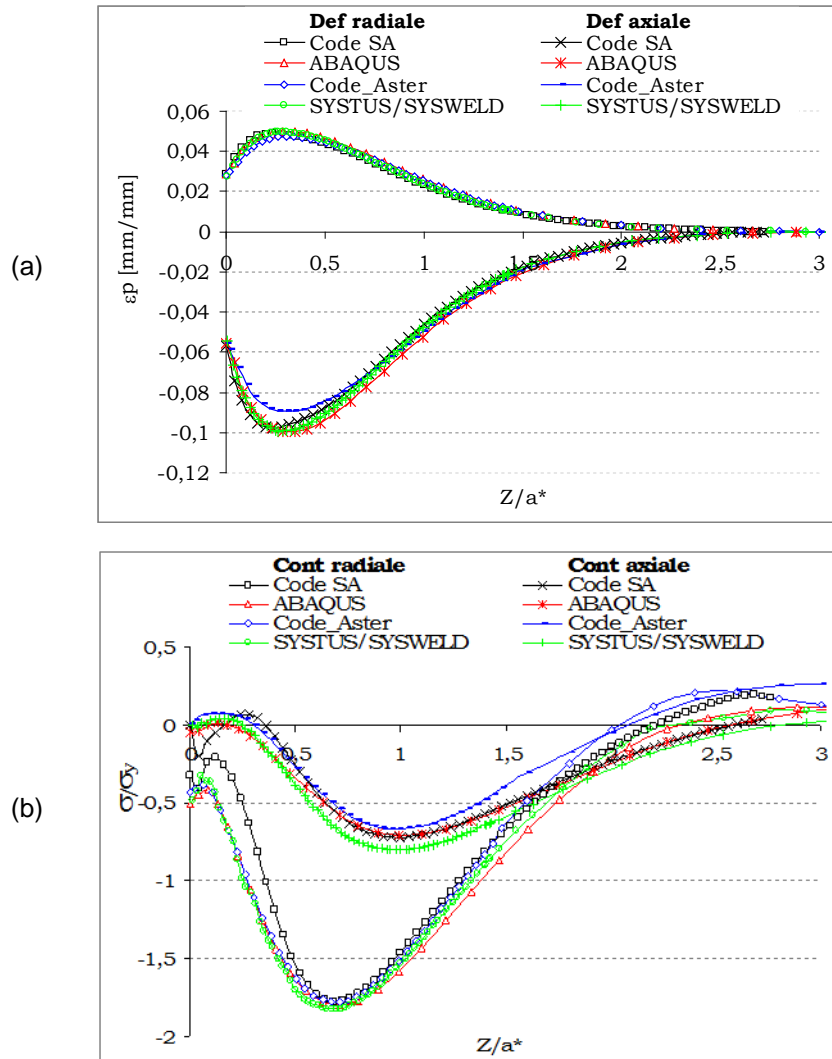 Def radiale Def axiale
Code SA Code SA
ABAQUS ABAQUS
Code_Aster Code_Aster
SYSTUS/SYSWELD SYSTUS/SYSWELD
0,06
0,04
0,02
0
-0,02
-0,04
-0,06
-0,08
-0,1
-0,12
0 0,5 1 1,5 2 2,5 3
εp [mm/mm]
Z/a*
(a)
Cont radiale Cont axiale
Code SA Code SA
ABAQUS ABAQUS
Code_Aster Code_Aster
SYSTUS/SYSWELD SYSTUS/SYSWELD
0,5
0
-0,5
-1
-1,5
-2
0 0,5 1 1,5 2 2,5 3
σ/σy
Z/a*
(b)